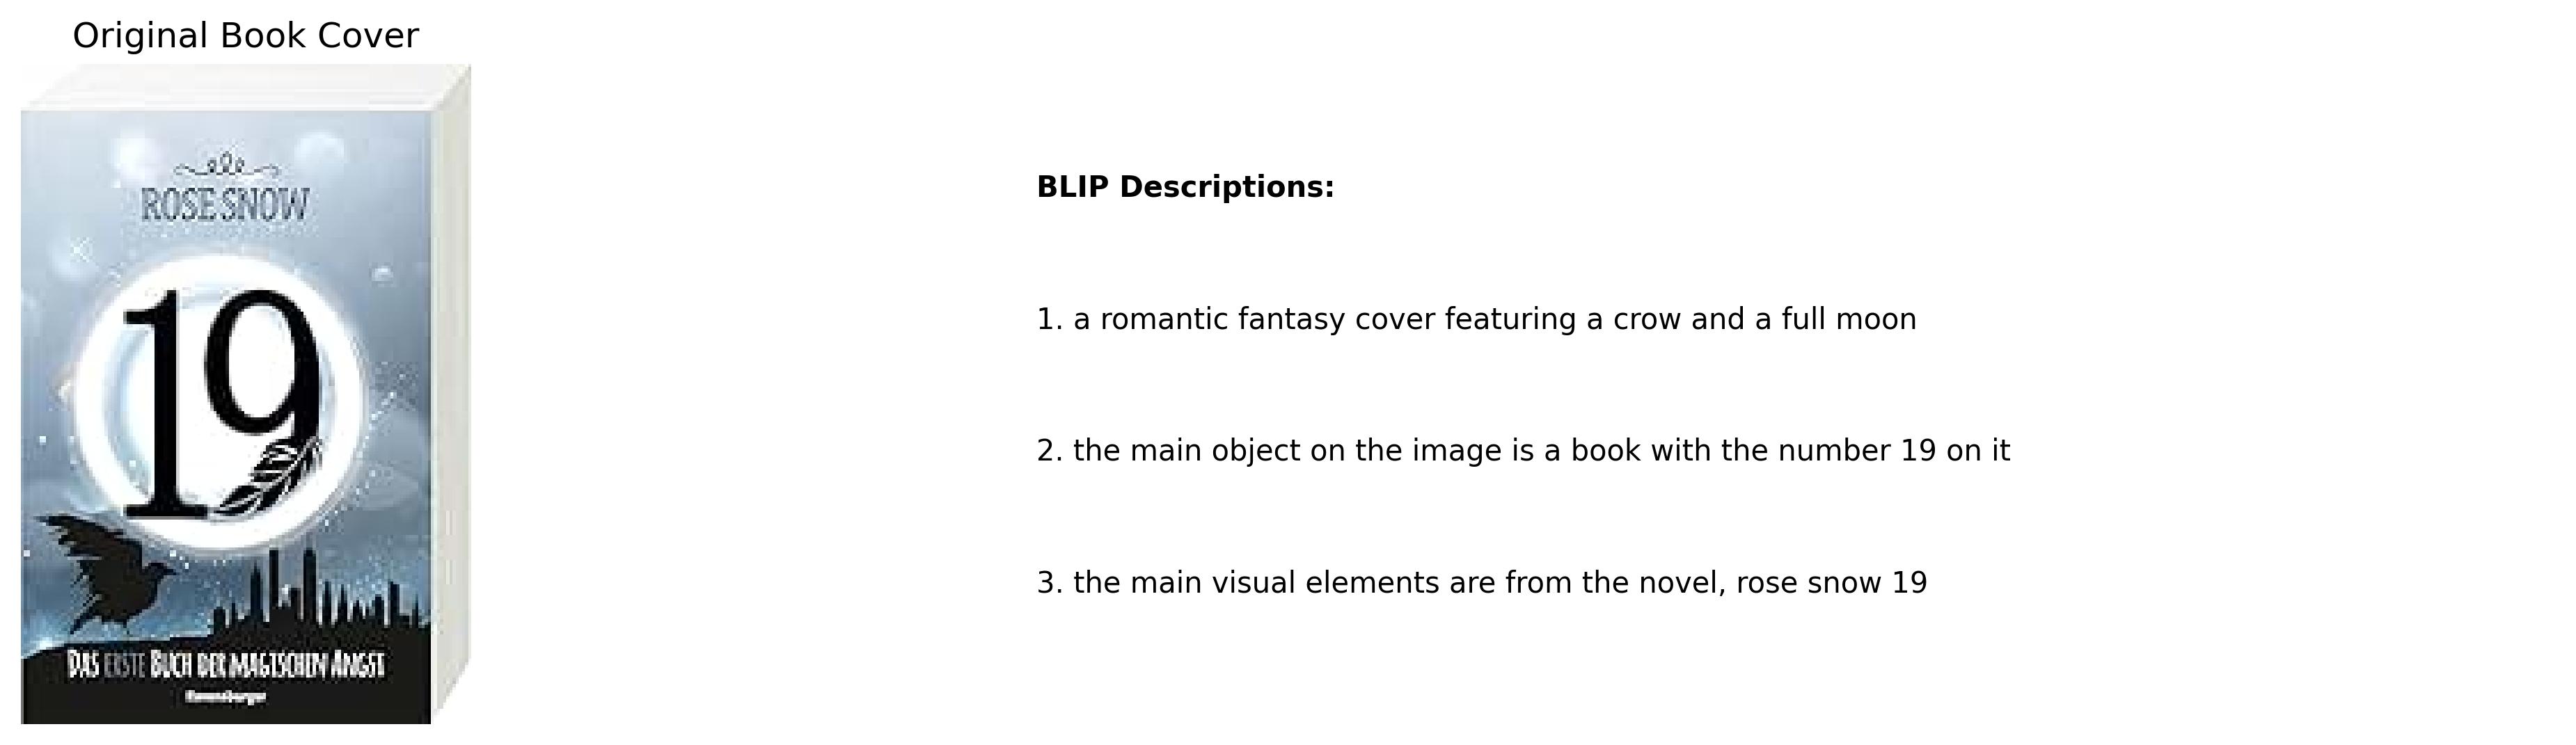 Original Book Cover
ROSE SNOW
19
DAS ERSTE BUCH DER MAGISCHEN ANGST
Ravensburger
BLIP Descriptions:
1. a romantic fantasy cover featuring a crow and a full moon
2. the main object on the image is a book with the number 19 on it
3. the main visual elements are from the novel, rose snow 19